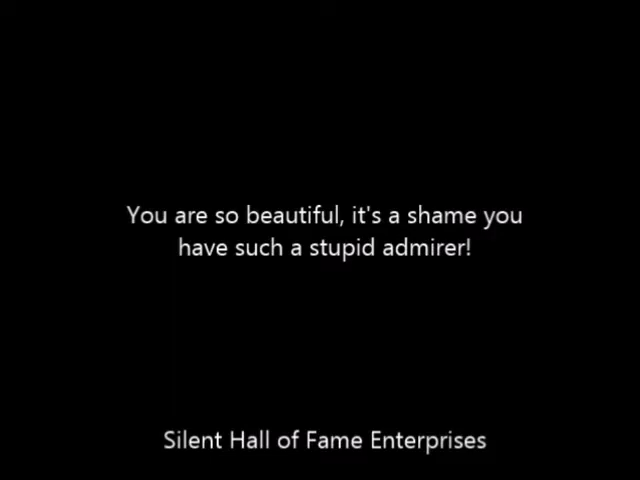 You are so beautiful, it's a shame you
have such a stupid admirer!
Silent Hall of Fame Enterprises